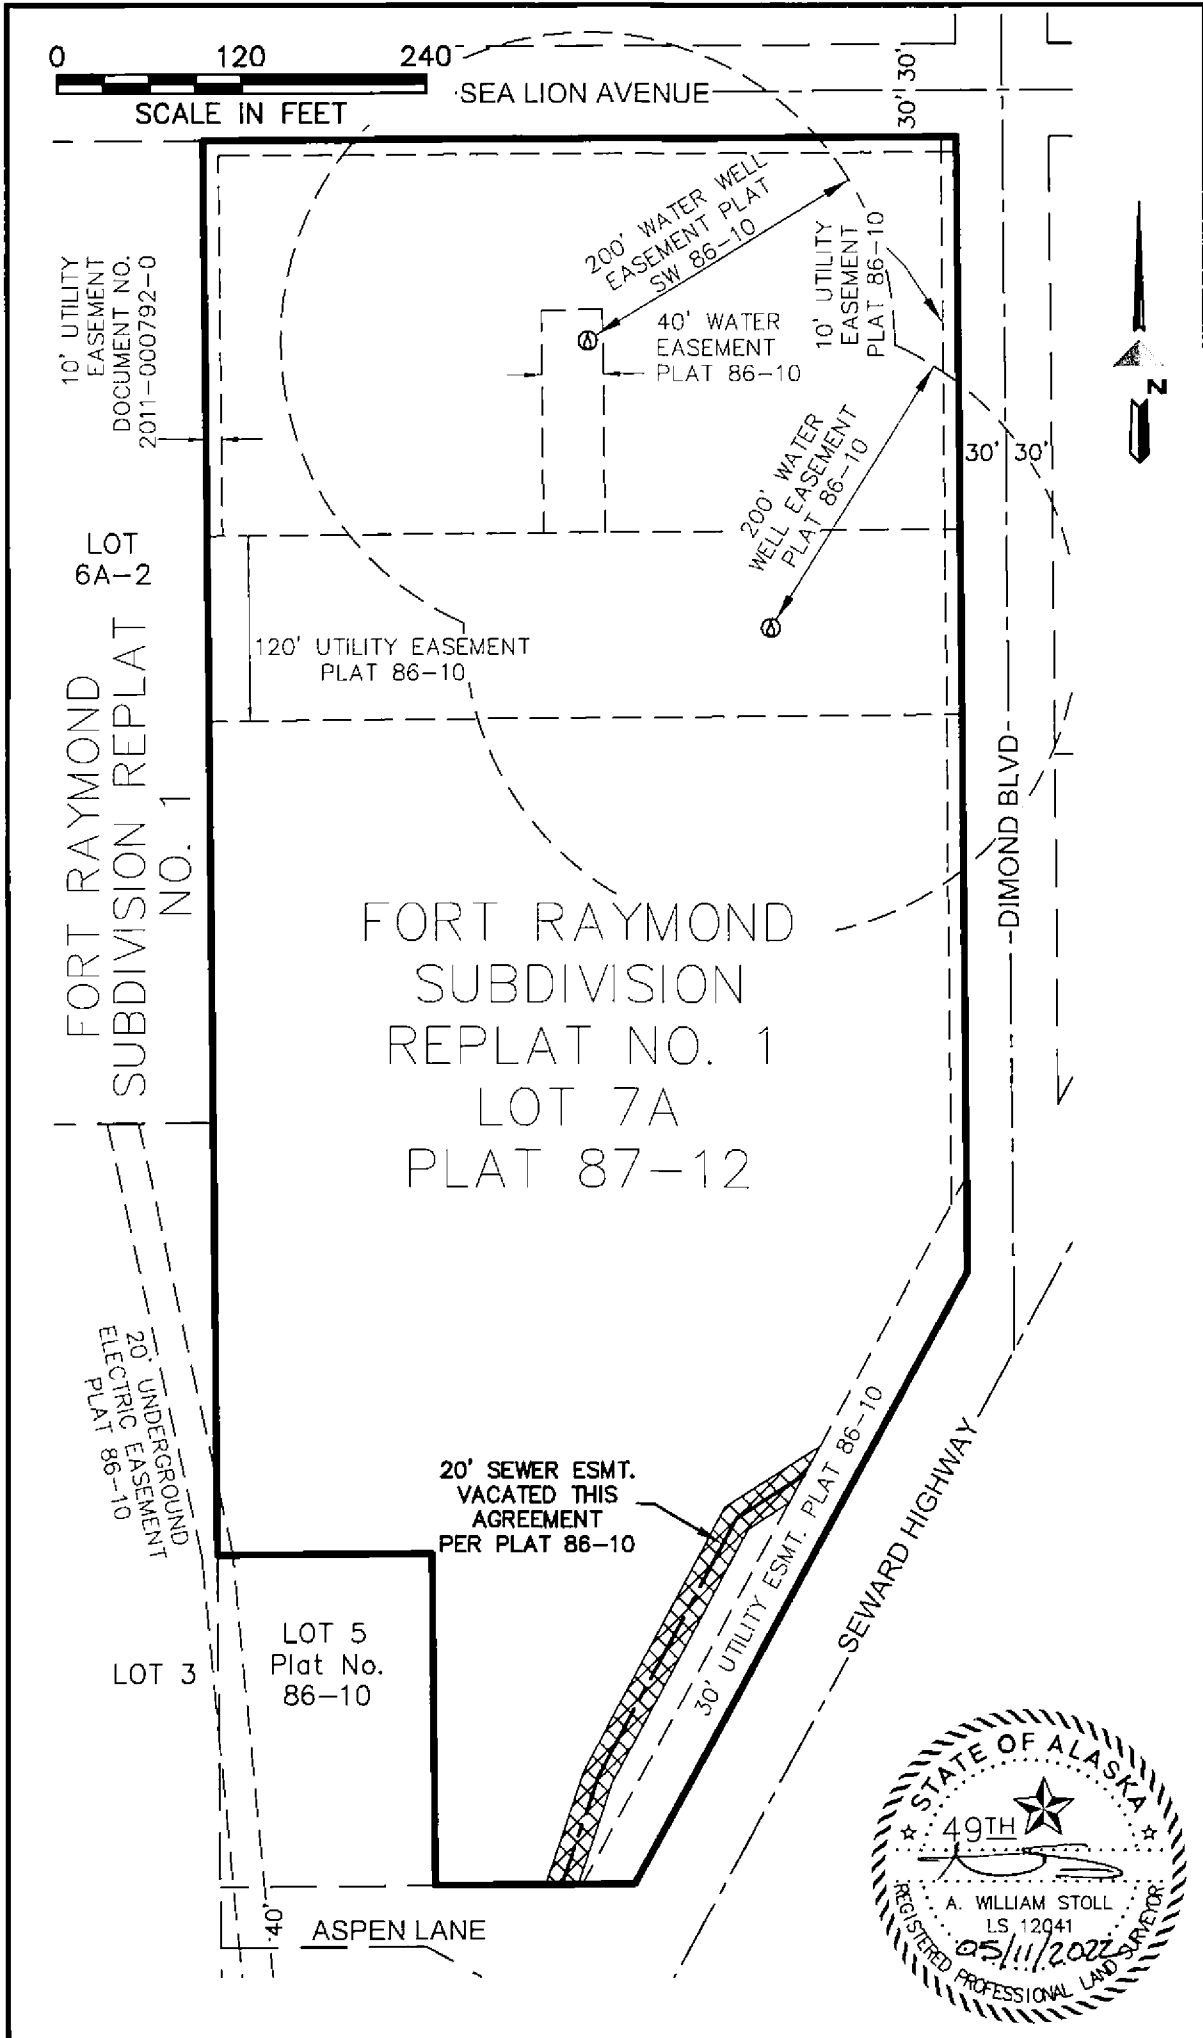 0 120 240
SCALE IN FEET
SEA LION AVENUE
30' 30'
200' WATER WELL
EASEMENT PLAT
SW 86-10
10' UTILITY
EASEMENT
PLAT 86-10
10' UTILITY
EASEMENT
DOCUMENT NO.
2011-000792-0
40' WATER
EASEMENT
PLAT 86-10
N
200' WATER
WELL EASEMENT
PLAT 86-10
30' 30'
LOT
6A-2
120' UTILITY EASEMENT
PLAT 86-10
FORT RAYMOND
SUBDIVISION REPLAT
NO. 1
DIMOND BLVD
FORT RAYMOND
SUBDIVISION
REPLAT NO. 1
LOT 7A
PLAT 87-12
20' UNDERGROUND
ELECTRIC EASEMENT
PLAT 86-10
20' SEWER ESMT.
VACATED THIS
AGREEMENT
PER PLAT 86-10
30' UTILITY ESMT. PLAT 86-10
SEWARD HIGHWAY
LOT 5
Plat No.
86-10
LOT 3
40'
ASPEN LANE
STATE OF ALASKA
49TH
A. WILLIAM STOLL
LS 12041
05/11/2022
REGISTERED PROFESSIONAL LAND SURVEYOR